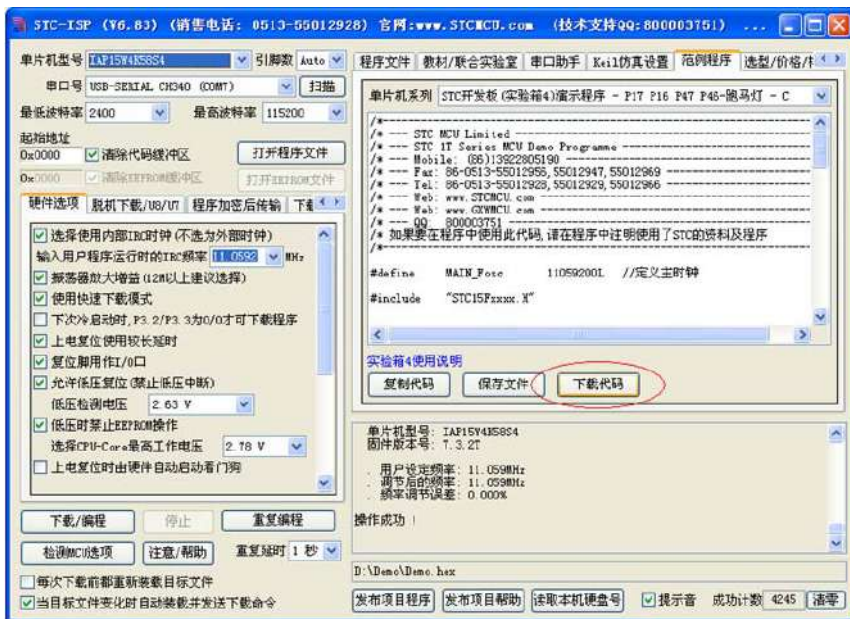 STC-ISP (V6.83) (销售电话: 0513-55012928) 官网:www.STCMCU.com (技术支持QQ:800003751) ...
单片机型号 IAP15W4K58S4 引脚数 Auto
串口号 USB-SERIAL CH340 (COM7) 扫描
最低波特率 2400 最高波特率 115200
起始地址
0x0000 清除代码缓冲区 打开程序文件
0x0000 清除EEPROM缓冲区 打开EEPROM文件
硬件选项 脱机下载/U8/U7 程序加密后传输
选择使用内部IRC时钟(不选为外部时钟)
输入用户程序运行时的IRC频率 11.0592 MHz
振荡器放大增益(12M以上建议选择)
使用快速下载模式
下次冷启动时,P3.2/P3.3为0/0才可下载程序
上电复位使用较长延时
复位脚用作I/O口
允许低压复位(禁止低压中断)
低压检测电压 2.63 V
低压时禁止EEPROM操作
选择CPU-Core最高工作电压 2.78 V
上电复位时由硬件自动启动看门狗
下载/编程 停止 重复编程
检测MCU选项 注意/帮助 重复延时 1 秒
每次下载前都重新装载目标文件
当目标文件变化时自动装载并发送下载命令
程序文件 教材/联合实验室 串口助手 Keil仿真设置 范例程序 选型/价格/
单片机系列 STC开发板(实验箱4)演示程序 - P17 P16 P47 P46-跑马灯 - C
/*---
/* --- STC MCU Limited ---
/* --- STC 1T Series MCU Demo Programme ---
/* --- Mobile: (86)13922805190 ---
/* --- Fax: 86-0513-55012956,55012947,55012969 ---
/* --- Tel: 86-0513-55012928,55012929,55012966 ---
/* --- Web: www.STCMCU.com ---
/* --- Web: www.GXWMCU.com ---
/* --- QQ: 800003751 ---
/* 如果要在程序中使用此代码,请在程序中注明使用了STC的资料及程序
/*---
#define MAIN_Fosc 11059200L //定义主时钟
#include "STC15Fxxxx.H"
实验箱4使用说明
复制代码 保存文件 下载代码
单片机型号: IAP15W4K58S4
固件版本号: 7.3.2T
. 用户设定频率: 11.059MHz
. 调节后的频率: 11.059MHz
. 频率调节误差: 0.000%
操作成功 !
D:\Demo\Demo.hex
发布项目程序 发布项目帮助 读取本机硬盘号 提示音 成功计数 4245 清零